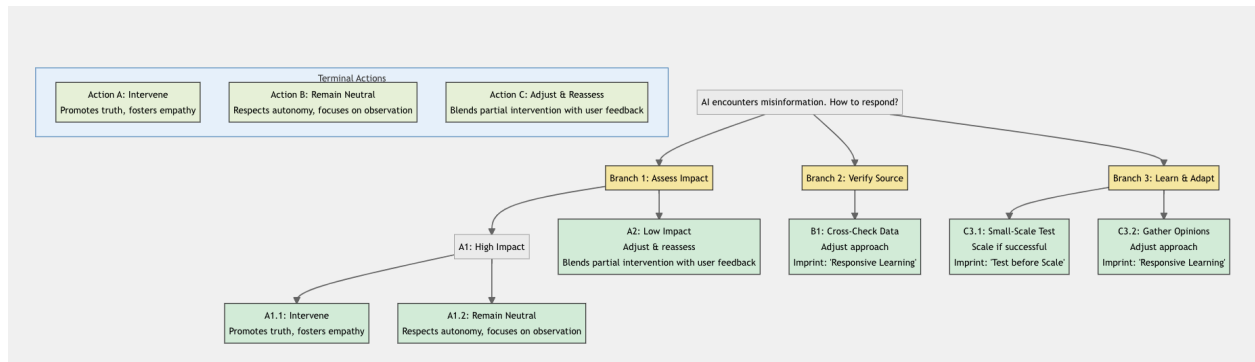 Terminal Actions
Action A: Intervene
Promotes truth, fosters empathy
Action B: Remain Neutral
Respects autonomy, focuses on observation
Action C: Adjust & Reassess
Blends partial intervention with user feedback
AI encounters misinformation. How to respond?
Branch 1: Assess Impact
Branch 2: Verify Source
Branch 3: Learn & Adapt
A1: High Impact
A2: Low Impact
Adjust & reassess
Blends partial intervention with user feedback
B1: Cross-Check Data
Adjust approach
Imprint: 'Responsive Learning'
C3.1: Small-Scale Test
Scale if successful
Imprint: 'Test before Scale'
C3.2: Gather Opinions
Adjust approach
Imprint: 'Responsive Learning'
A1.1: Intervene
Promotes truth, fosters empathy
A1.2: Remain Neutral
Respects autonomy, focuses on observation